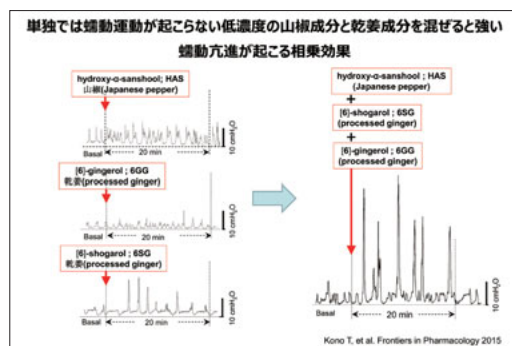 単独では蠕動運動が起こらない低濃度の山椒成分と乾姜成分を混ぜると強い
蠕動亢進が起こる相乗効果
hydroxy-α-sanshool ; HAS
山椒(Japanese pepper)
Basal
20 min
10 cmH₂O
[6]-gingerol ; 6GG
乾姜(processed ginger)
Basal
20 min
10 cmH₂O
[6]-shogarol ; 6SG
乾姜(processed ginger)
Basal
20 min
10 cmH₂O
hydroxy-α-sanshool ; HAS
(Japanese pepper)
+
[6]-shogarol ; 6SG
(processed ginger)
+
[6]-gingerol ; 6GG
(processed ginger)
Basal
20 min
10 cmH₂O
Kono T, et al. Frontiers in Pharmacology 2015